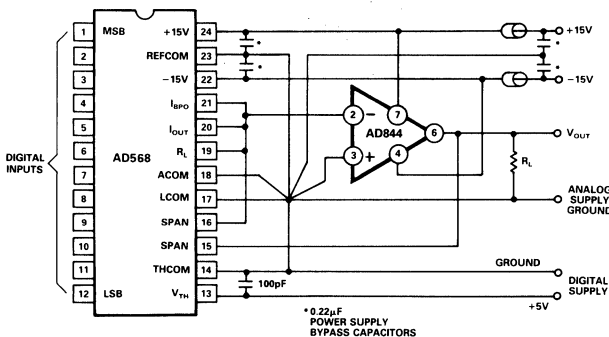 1 MSB +15V 24
2 REFCOM 23
3 −15V 22
4 IBPO 21
5 IOUT 20
6 RL 19
7 ACOM 18
8 LCOM 17
9 SPAN 16
10 SPAN 15
11 THCOM 14
12 LSB VTH 13
AD568
DIGITAL
INPUTS
*
*
+15V
*
*
−15V
2 −
7
AD844
6
3 +
4
VOUT
RL
ANALOG
SUPPLY
GROUND
100pF
GROUND
DIGITAL
SUPPLY
+5V
* 0.22µF
POWER SUPPLY
BYPASS CAPACITORS